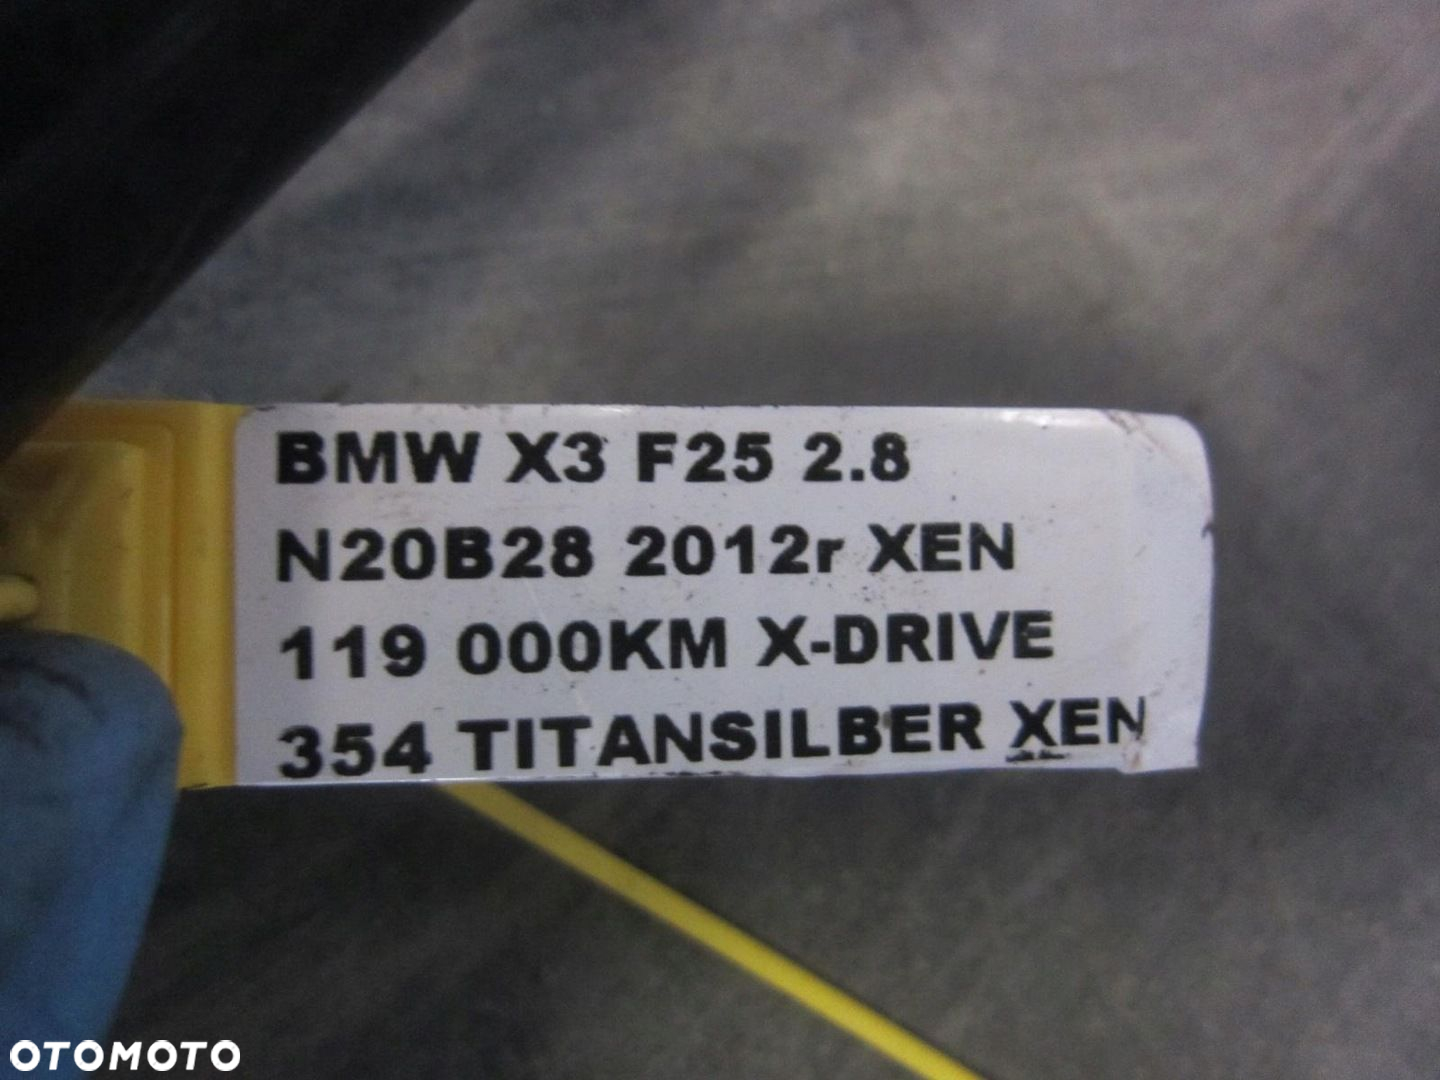 BMW X3 F25 2.8
N20B28 2012r XEN
119 000KM X-DRIVE
354 TITANSILBER XEN
OTOMOTO